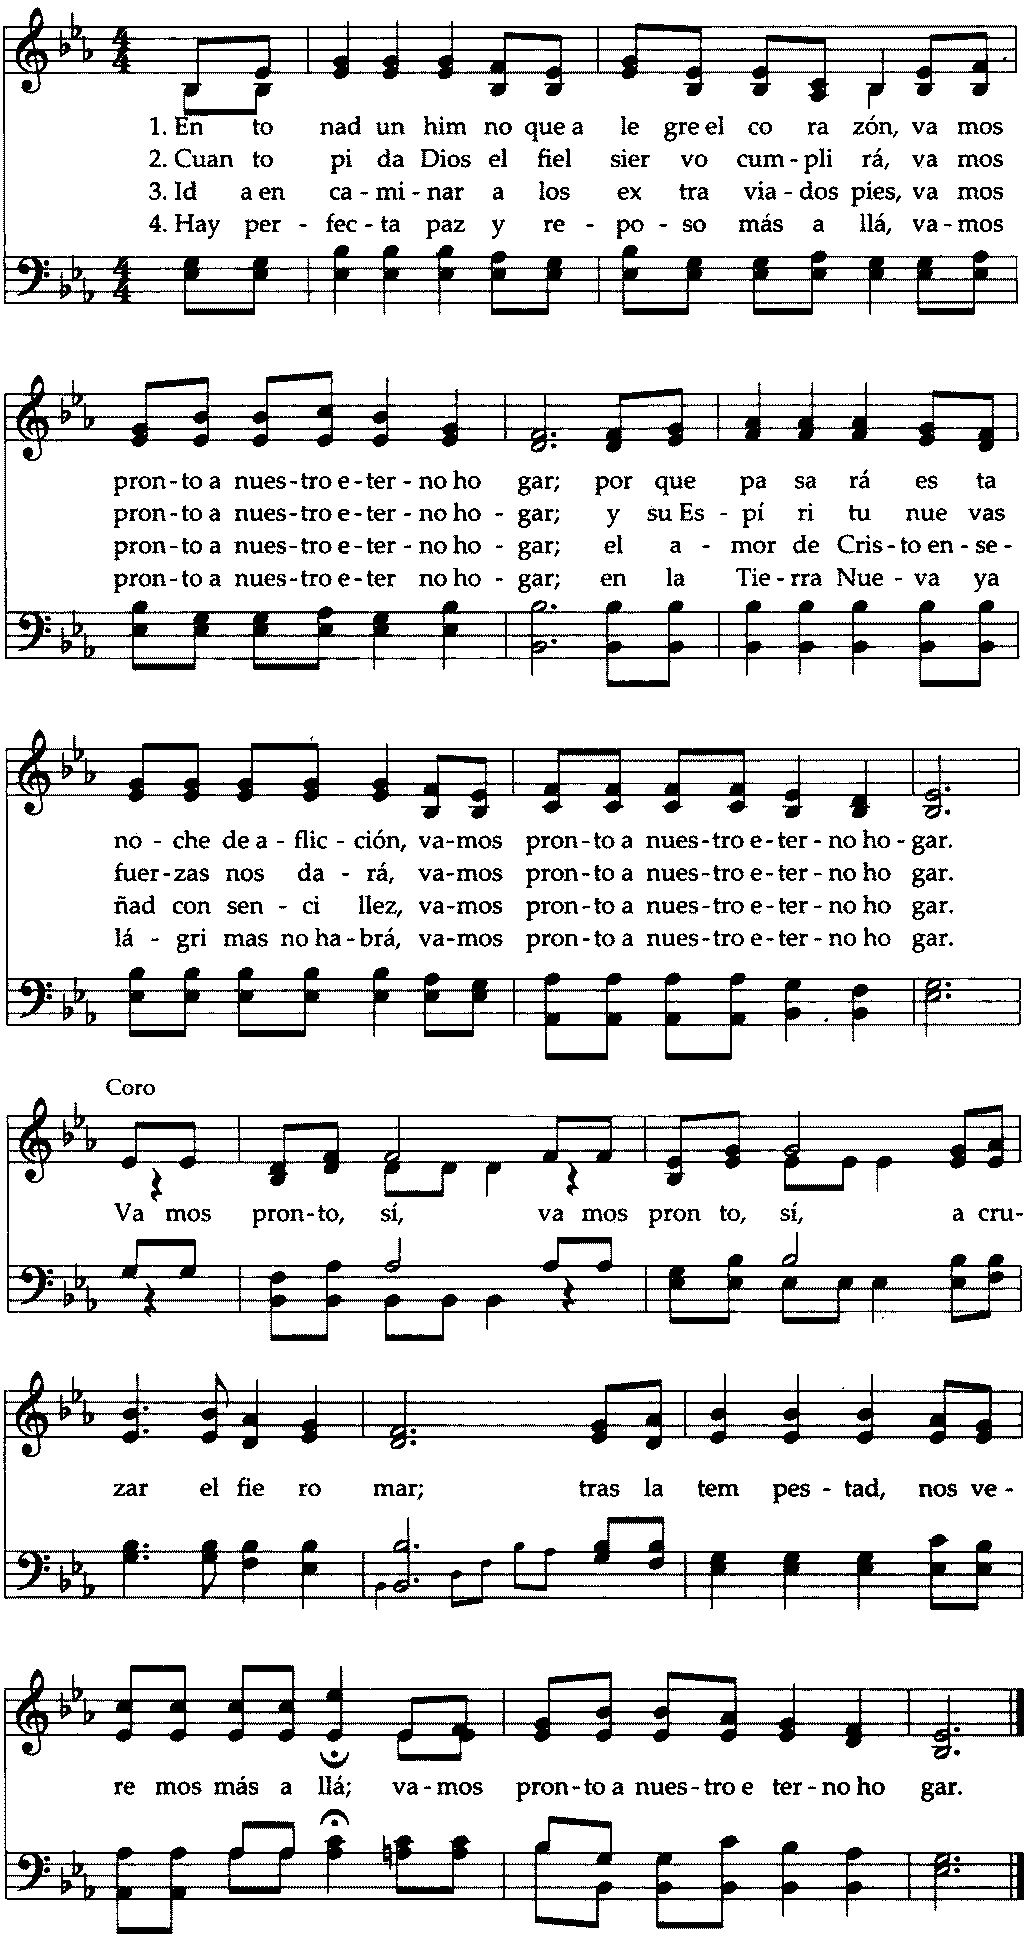 1. En to nad un him no que a le gre el co ra zón, va mos
2. Cuan to pi da Dios el fiel sier vo cum-pli rá, va mos
3. Id a en ca-mi-nar a los ex tra via-dos pies, va mos
4. Hay per-fec-ta paz y re-po-so más a llá, va-mos
pron-to a nues-tro e-ter-no ho gar; por que pa sa rá es ta
pron-to a nues-tro e-ter-no ho-gar; y su Es-pí ri tu nue vas
pron-to a nues-tro e-ter-no ho-gar; el a-mor de Cris-to en-se-
pron-to a nues-tro e-ter no ho-gar; en la Tie-rra Nue-va ya
no-che de a-flic-ción, va-mos pron-to a nues-tro e-ter-no ho-gar.
fuer-zas nos da-rá, va-mos pron-to a nues-tro e-ter-no ho gar.
ñad con sen-ci llez, va-mos pron-to a nues-tro e-ter-no ho gar.
lá-gri mas no ha-brá, va-mos pron-to a nues-tro e-ter-no ho gar.
Coro
Va mos pron-to, sí, va mos pron to, sí, a cru-
zar el fie ro mar; tras la tem pes-tad, nos ve-
re mos más a llá; va-mos pron-to a nues-tro e ter-no ho gar.